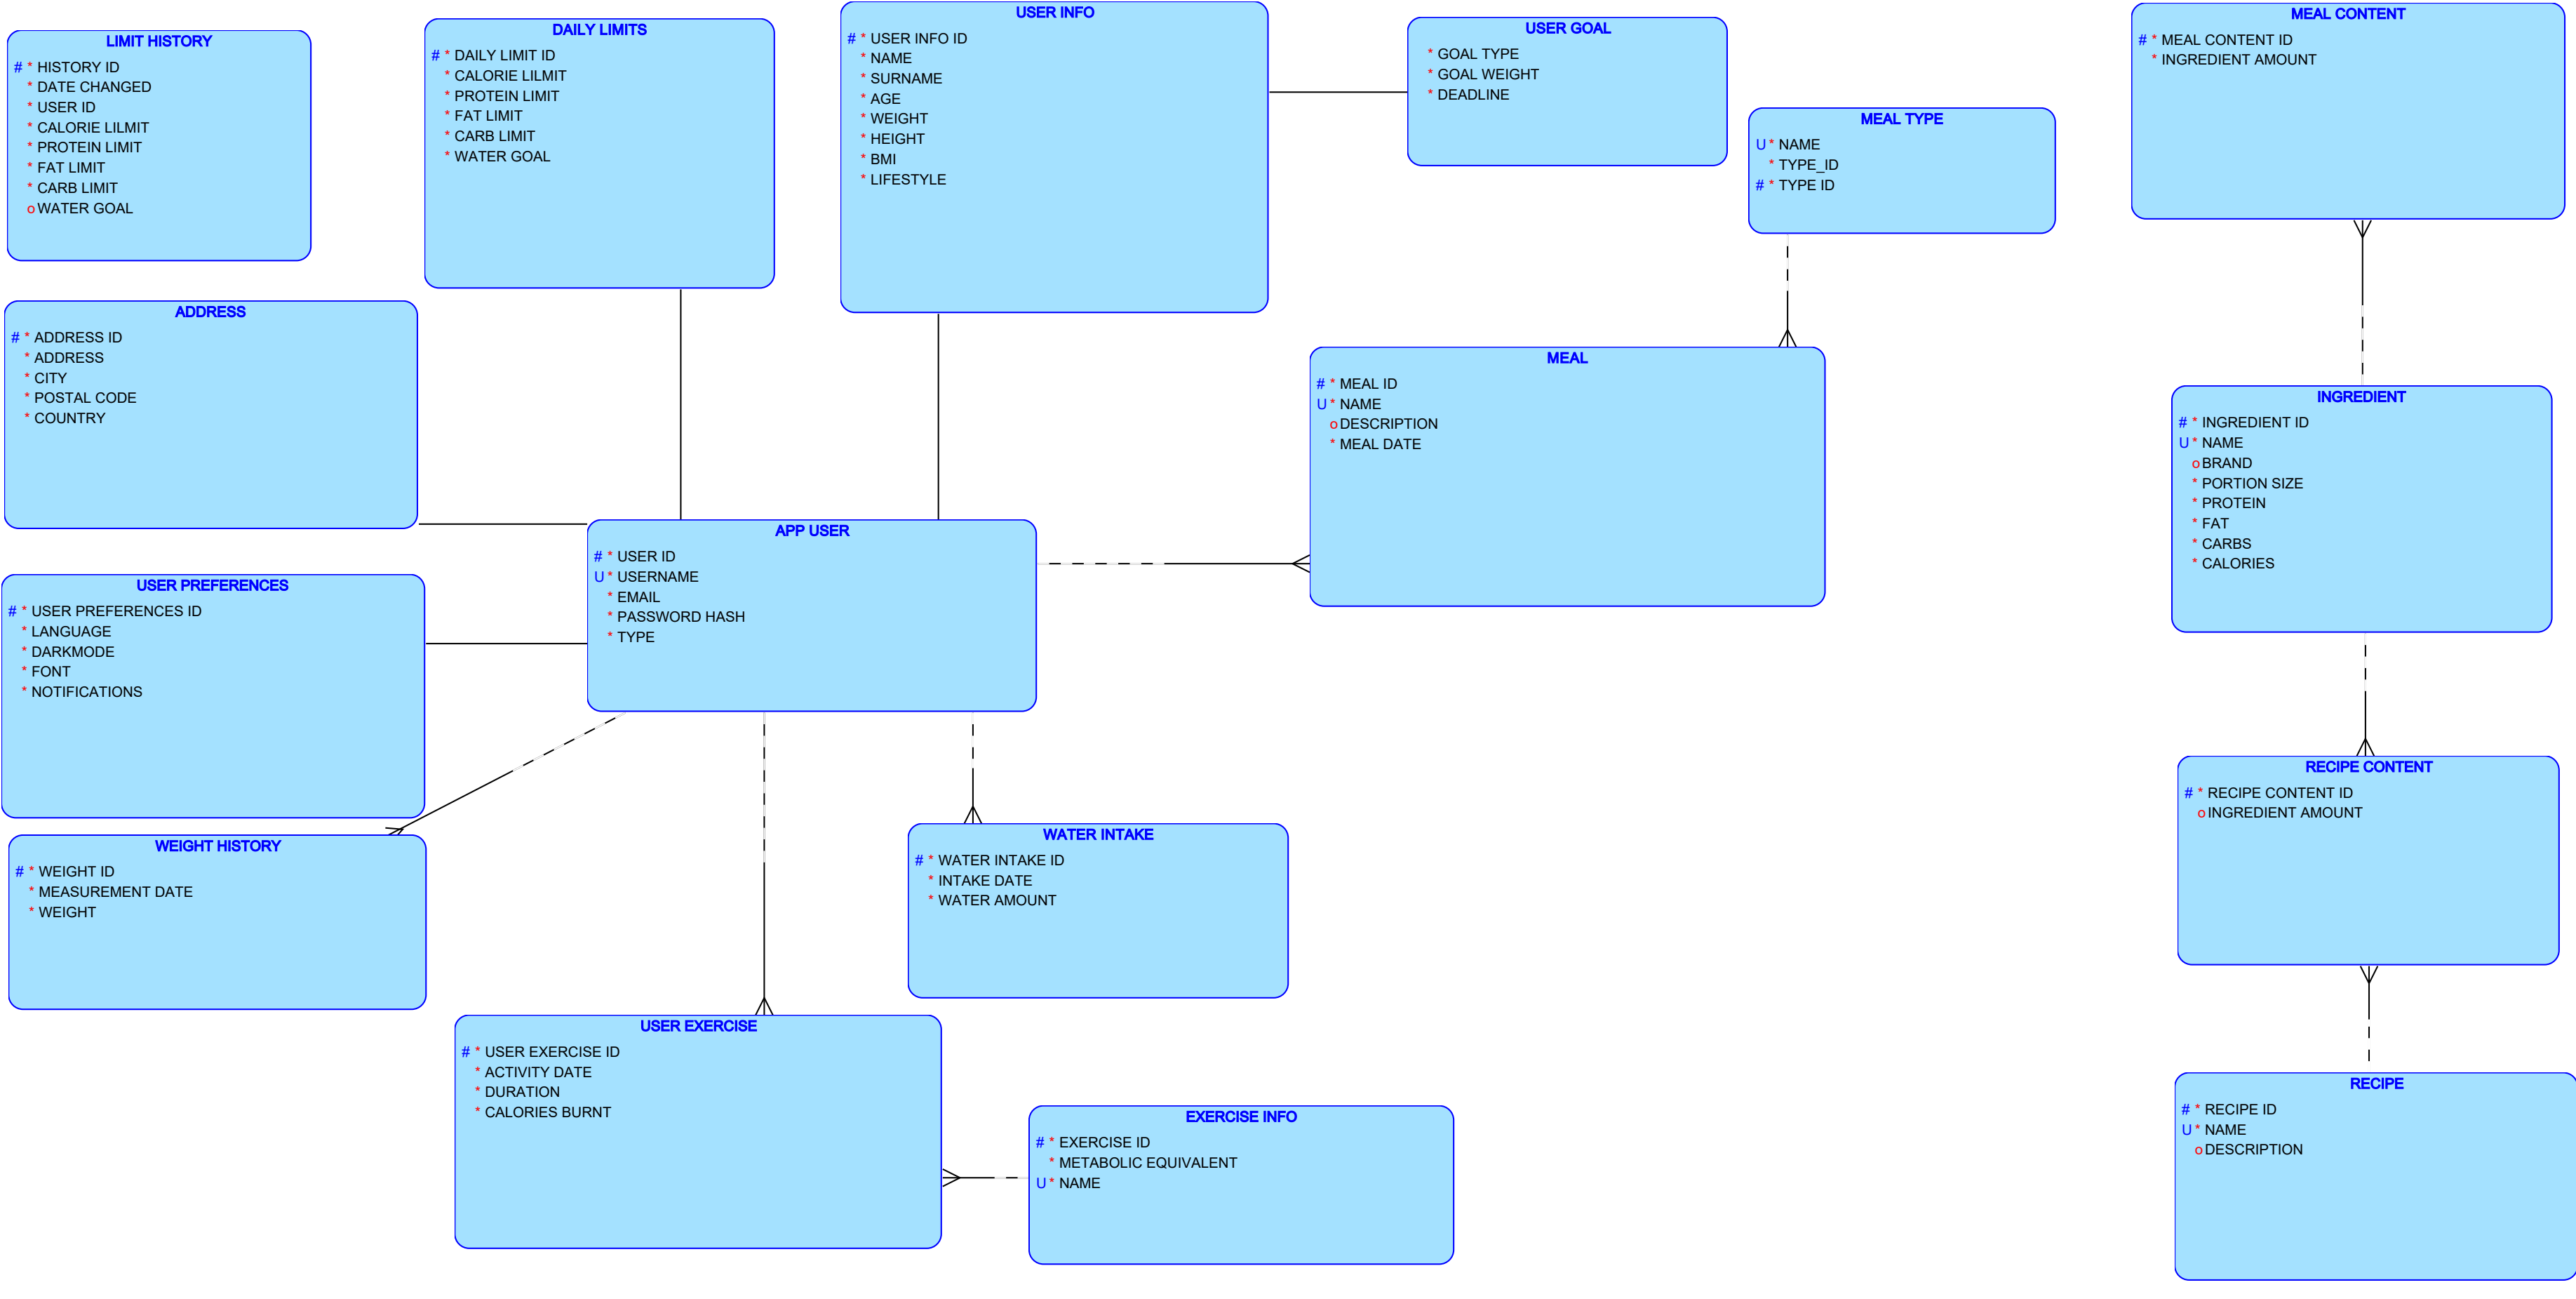 LIMIT HISTORY
# * HISTORY ID
* DATE CHANGED
* USER ID
* CALORIE LILMIT
* PROTEIN LIMIT
* FAT LIMIT
* CARB LIMIT
o WATER GOAL
DAILY LIMITS
# * DAILY LIMIT ID
* CALORIE LILMIT
* PROTEIN LIMIT
* FAT LIMIT
* CARB LIMIT
* WATER GOAL
USER INFO
# * USER INFO ID
* NAME
* SURNAME
* AGE
* WEIGHT
* HEIGHT
* BMI
* LIFESTYLE
USER GOAL
* GOAL TYPE
* GOAL WEIGHT
* DEADLINE
MEAL TYPE
U * NAME
* TYPE_ID
# * TYPE ID
MEAL CONTENT
# * MEAL CONTENT ID
* INGREDIENT AMOUNT
ADDRESS
# * ADDRESS ID
* ADDRESS
* CITY
* POSTAL CODE
* COUNTRY
MEAL
# * MEAL ID
U * NAME
o DESCRIPTION
* MEAL DATE
INGREDIENT
# * INGREDIENT ID
U * NAME
o BRAND
* PORTION SIZE
* PROTEIN
* FAT
* CARBS
* CALORIES
APP USER
# * USER ID
U * USERNAME
* EMAIL
* PASSWORD HASH
* TYPE
USER PREFERENCES
# * USER PREFERENCES ID
* LANGUAGE
* DARKMODE
* FONT
* NOTIFICATIONS
RECIPE CONTENT
# * RECIPE CONTENT ID
o INGREDIENT AMOUNT
WEIGHT HISTORY
# * WEIGHT ID
* MEASUREMENT DATE
* WEIGHT
WATER INTAKE
# * WATER INTAKE ID
* INTAKE DATE
* WATER AMOUNT
USER EXERCISE
# * USER EXERCISE ID
* ACTIVITY DATE
* DURATION
* CALORIES BURNT
EXERCISE INFO
# * EXERCISE ID
* METABOLIC EQUIVALENT
U * NAME
RECIPE
# * RECIPE ID
U * NAME
o DESCRIPTION